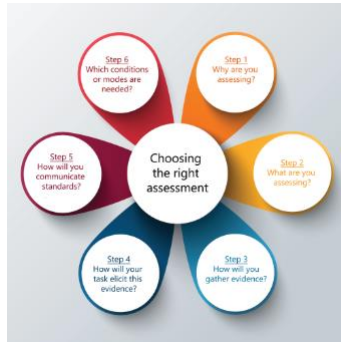 Choosing
the right
assessment
Step 1
Why are you
assessing?
Step 2
What are you
assessing?
Step 3
How will you
gather evidence?
Step 4
How will your
task elicit this
evidence?
Step 5
How will you
communicate
standards?
Step 6
Which conditions
or modes are
needed?